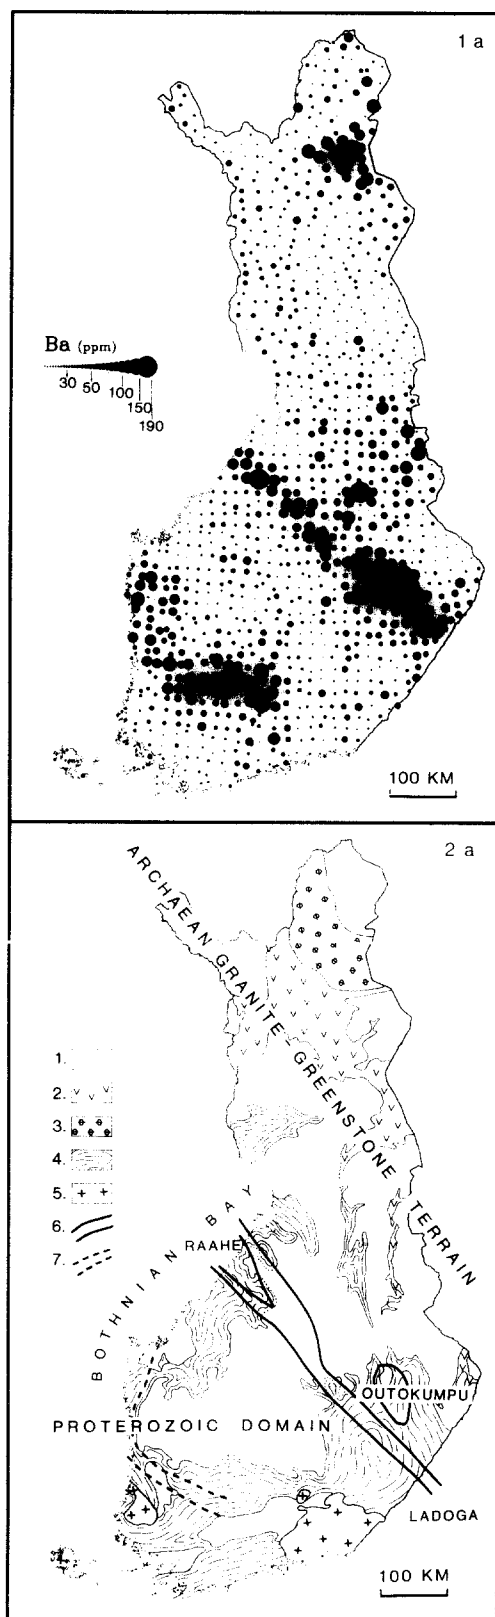 1 a
Ba (ppm)
30
50
100
150
190
100 KM
2 a
ARCHAEAN GRANITE-GREENSTONE TERRAIN
1.
2.
3.
4.
5.
6.
7.
BOTHNIAN BAY
RAAHE
OUTOKUMPU
PROTEROZOIC DOMAIN
LADOGA
100 KM